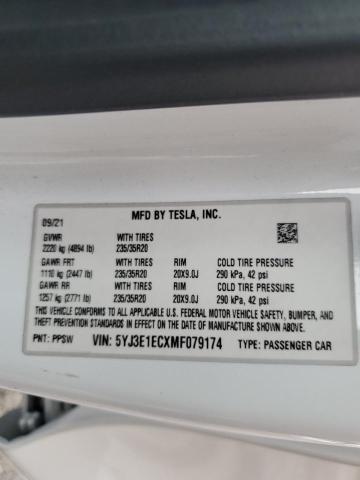 MFD BY TESLA, INC.
09/21
GVWR WITH TIRES
2220 kg (4894 lb) 235/35R20
GAWR FRT WITH TIRES RIM COLD TIRE PRESSURE
1110 kg (2447 lb) 235/35R20 20X9.0J 290 kPa, 42 psi
GAWR RR WITH TIRES RIM COLD TIRE PRESSURE
1257 kg (2771 lb) 235/35R20 20X9.0J 290 kPa, 42 psi
THIS VEHICLE CONFORMS TO ALL APPLICABLE U.S. FEDERAL MOTOR VEHICLE SAFETY, BUMPER, AND
THEFT PREVENTION STANDARDS IN EFFECT ON THE DATE OF MANUFACTURE SHOWN ABOVE.
PNT: PPSW VIN: 5YJ3E1ECXMF079174 TYPE: PASSENGER CAR